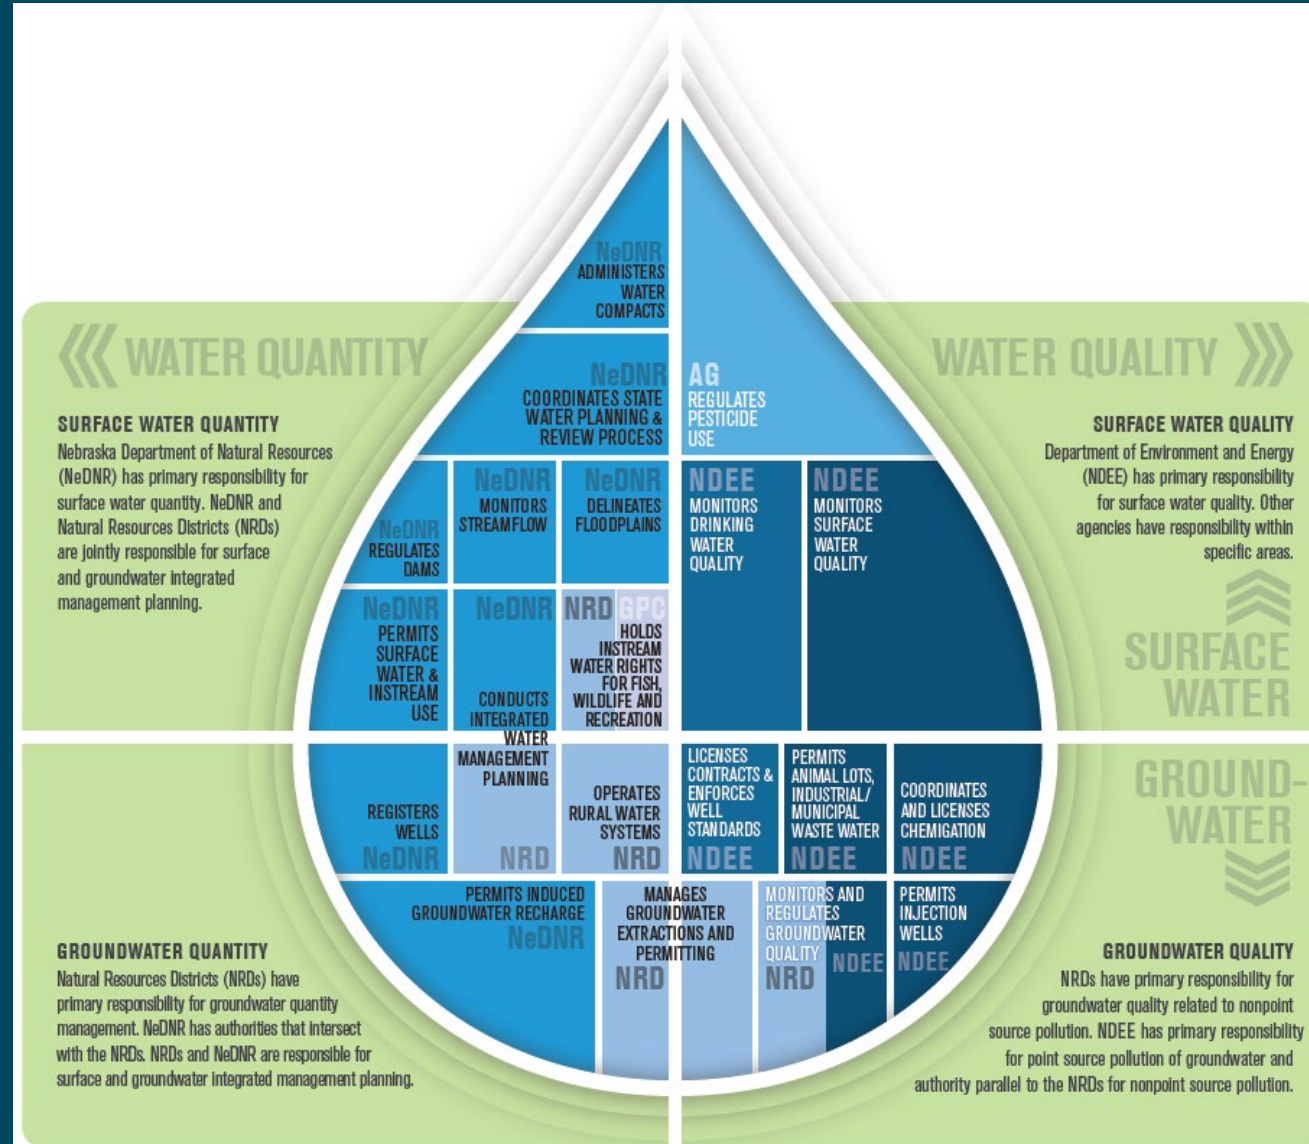 NeDNR
ADMINISTERS
WATER
COMPACTS
NeDNR
COORDINATES STATE
WATER PLANNING &
REVIEW PROCESS
AG
REGULATES
PESTICIDE
USE
WATER QUANTITY
SURFACE WATER QUANTITY
Nebraska Department of Natural Resources
(NeDNR) has primary responsibility for
surface water quantity. NeDNR and
Natural Resources Districts (NRDs)
are jointly responsible for surface
and groundwater integrated
management planning.
WATER QUALITY
SURFACE WATER QUALITY
Department of Environment and Energy
(NDEE) has primary responsibility
for surface water quality. Other
agencies have responsibility within
specific areas.
SURFACE
WATER
NeDNR
REGULATES
DAMS
NeDNR
MONITORS
STREAMFLOW
NeDNR
DELINEATES
FLOODPLAINS
NDEE
MONITORS
DRINKING
WATER
QUALITY
NDEE
MONITORS
SURFACE
WATER
QUALITY
NeDNR
PERMITS
SURFACE
WATER &
INSTREAM
USE
NeDNR
CONDUCTS
INTEGRATED
WATER
MANAGEMENT
PLANNING
NRD
NRD GPC
HOLDS
INSTREAM
WATER RIGHTS
FOR FISH,
WILDLIFE AND
RECREATION
REGISTERS
WELLS
NeDNR
OPERATES
RURAL WATER
SYSTEMS
NRD
LICENSES
CONTRACTS &
ENFORCES
WELL
STANDARDS
NDEE
PERMITS
ANIMAL LOTS,
INDUSTRIAL/
MUNICIPAL
WASTE WATER
NDEE
COORDINATES
AND LICENSES
CHEMIGATION
NDEE
GROUND-
WATER
PERMITS INDUCED
GROUNDWATER RECHARGE
NeDNR
MANAGES
GROUNDWATER
EXTRACTIONS AND
PERMITTING
NRD
MONITORS AND
REGULATES
GROUNDWATER
QUALITY
NRD NDEE
PERMITS
INJECTION
WELLS
NDEE
GROUNDWATER QUANTITY
Natural Resources Districts (NRDs) have
primary responsibility for groundwater quantity
management. NeDNR has authorities that intersect
with the NRDs. NRDs and NeDNR are responsible for
surface and groundwater integrated management planning.
GROUNDWATER QUALITY
NRDs have primary responsibility for
groundwater quality related to nonpoint
source pollution. NDEE has primary responsibility
for point source pollution of groundwater and
authority parallel to the NRDs for nonpoint source pollution.